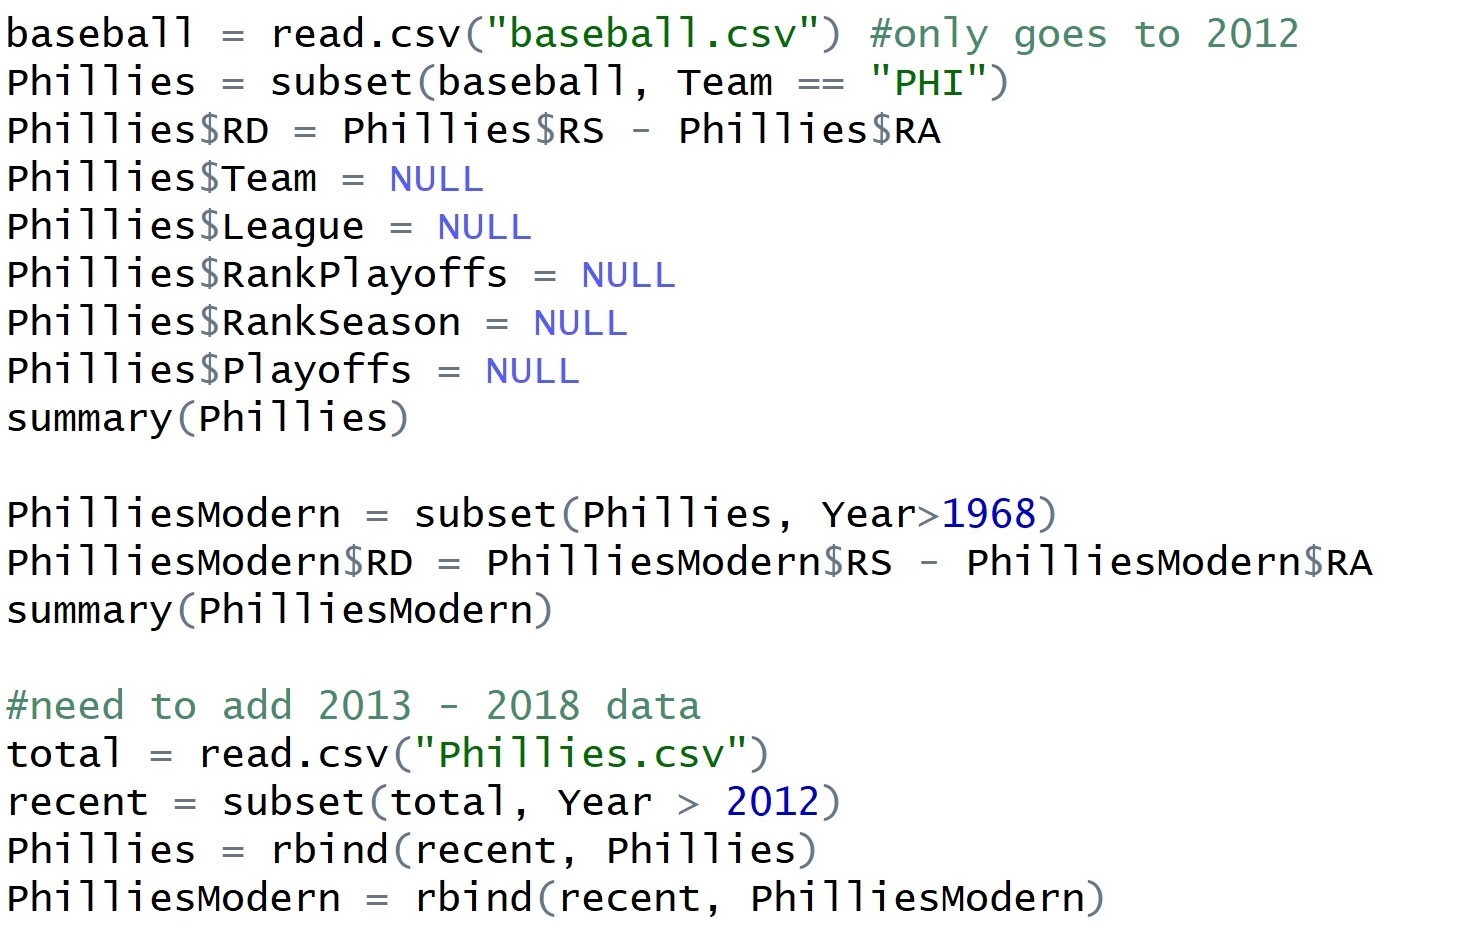 baseball = read.csv("baseball.csv") #only goes to 2012
Phillies = subset(baseball, Team == "PHI")
Phillies$RD = Phillies$RS - Phillies$RA
Phillies$Team = NULL
Phillies$League = NULL
Phillies$RankPlayoffs = NULL
Phillies$RankSeason = NULL
Phillies$Playoffs = NULL
summary(Phillies)

PhilliesModern = subset(Phillies, Year>1968)
PhilliesModern$RD = PhilliesModern$RS - PhilliesModern$RA
summary(PhilliesModern)

#need to add 2013 - 2018 data
total = read.csv("Phillies.csv")
recent = subset(total, Year > 2012)
Phillies = rbind(recent, Phillies)
PhilliesModern = rbind(recent, PhilliesModern)